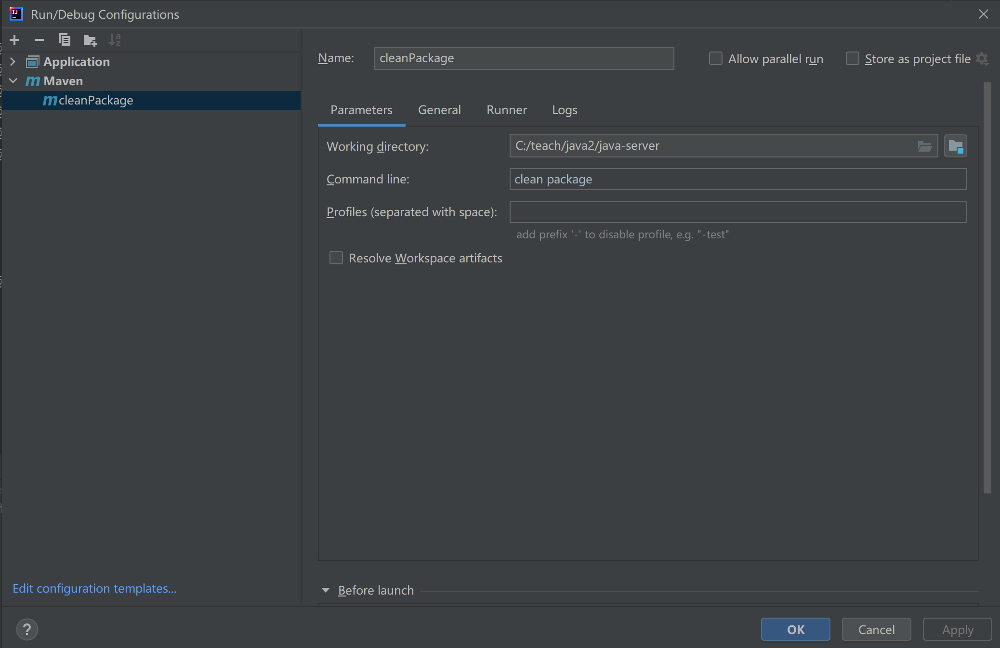 Run/Debug Configurations
Application
Maven
cleanPackage
Edit configuration templates...
Name: cleanPackage
Allow parallel run
Store as project file
Parameters General Runner Logs
Working directory: C:/teach/java2/java-server
Command line: clean package
Profiles (separated with space):
add prefix '-' to disable profile, e.g. "-test"
Resolve Workspace artifacts
Before launch
?
OK Cancel Apply